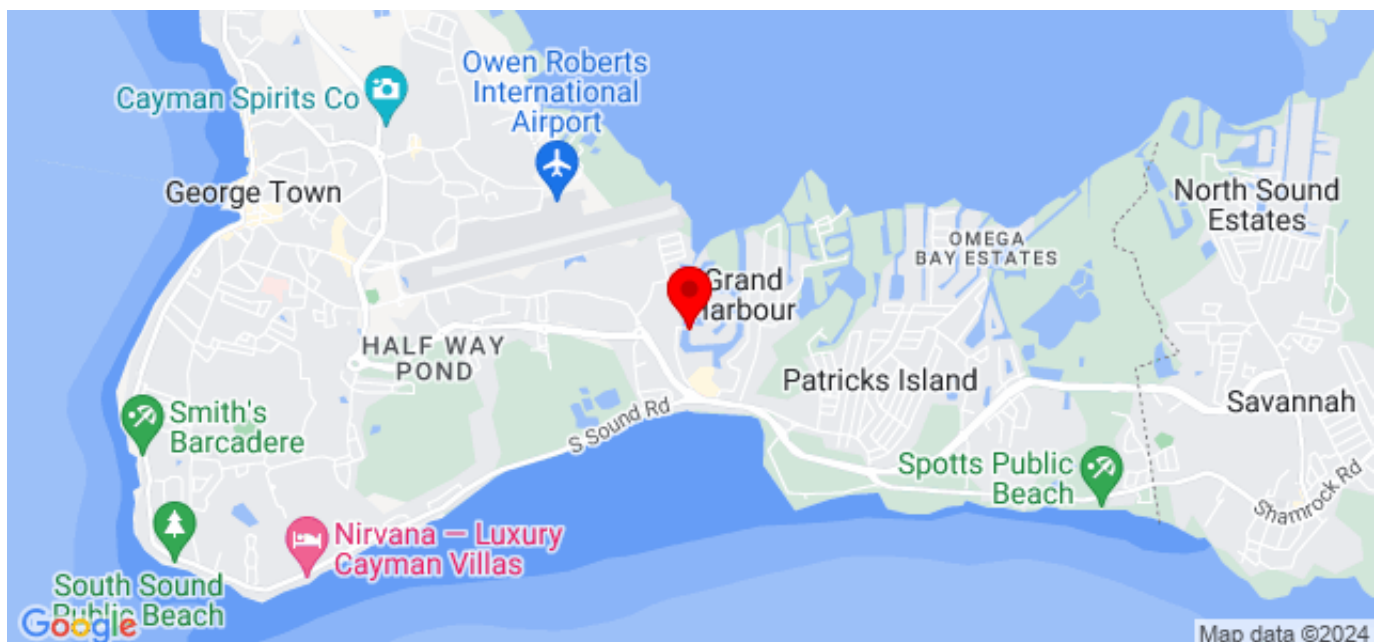 Owen Roberts
International
Airport
Cayman Spirits Co
George Town
North Sound
Estates
OMEGA
BAY ESTATES
Grand
Harbour
HALF WAY
POND
Patricks Island
Savannah
Smith's
Barcadere
S Sound Rd
Spotts Public
Beach
Shamrock Rd
Nirvana — Luxury
Cayman Villas
South Sound
Public Beach
Google
Map data ©2024